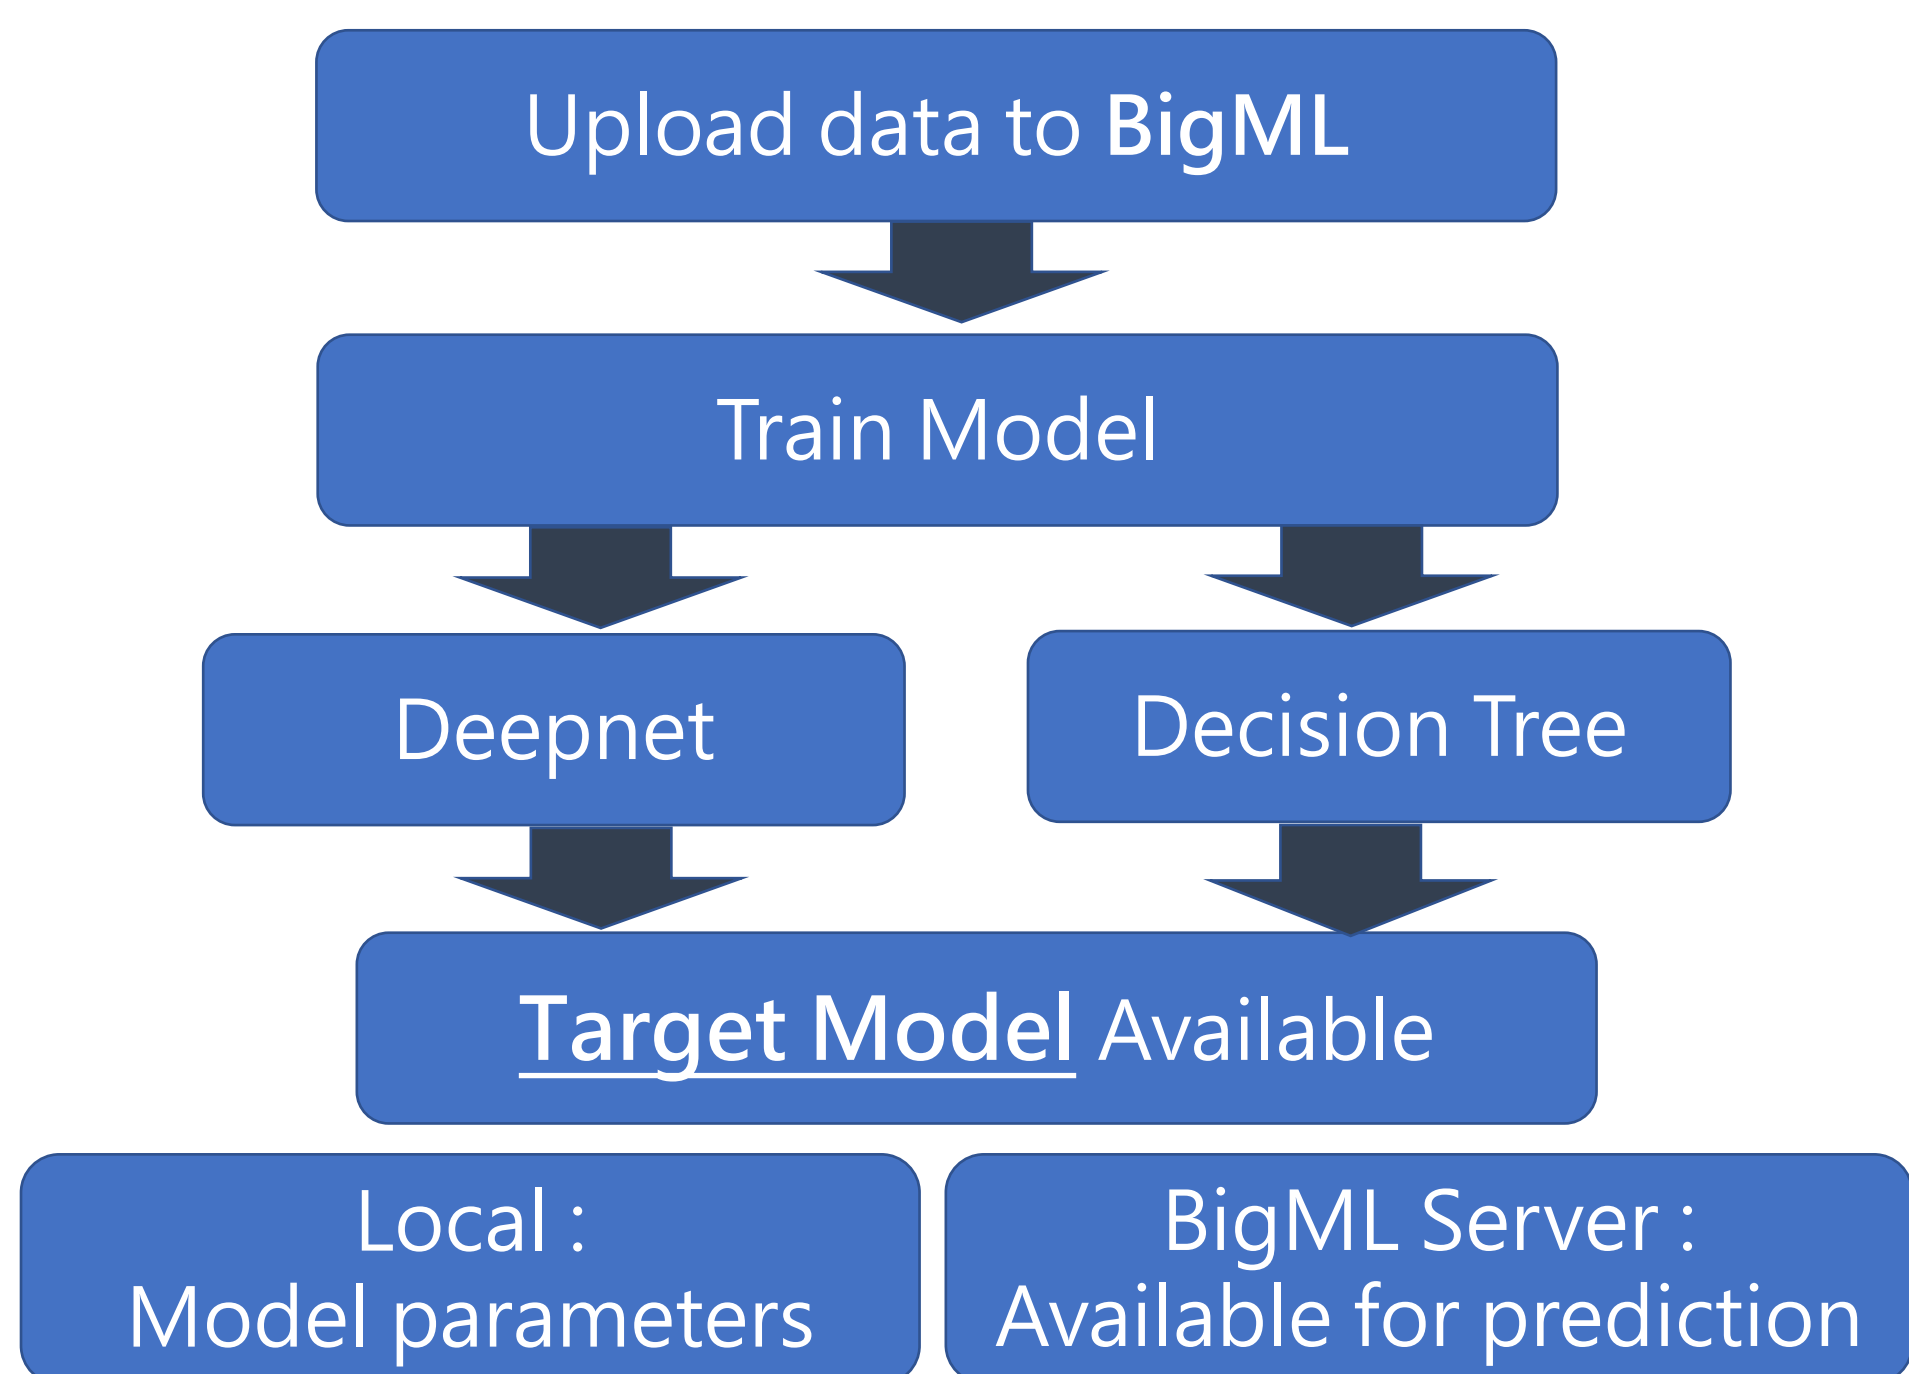 Upload data to BigML
Train Model
Deepnet
Decision Tree
Target Model Available
Local :
Model parameters
BigML Server :
Available for prediction